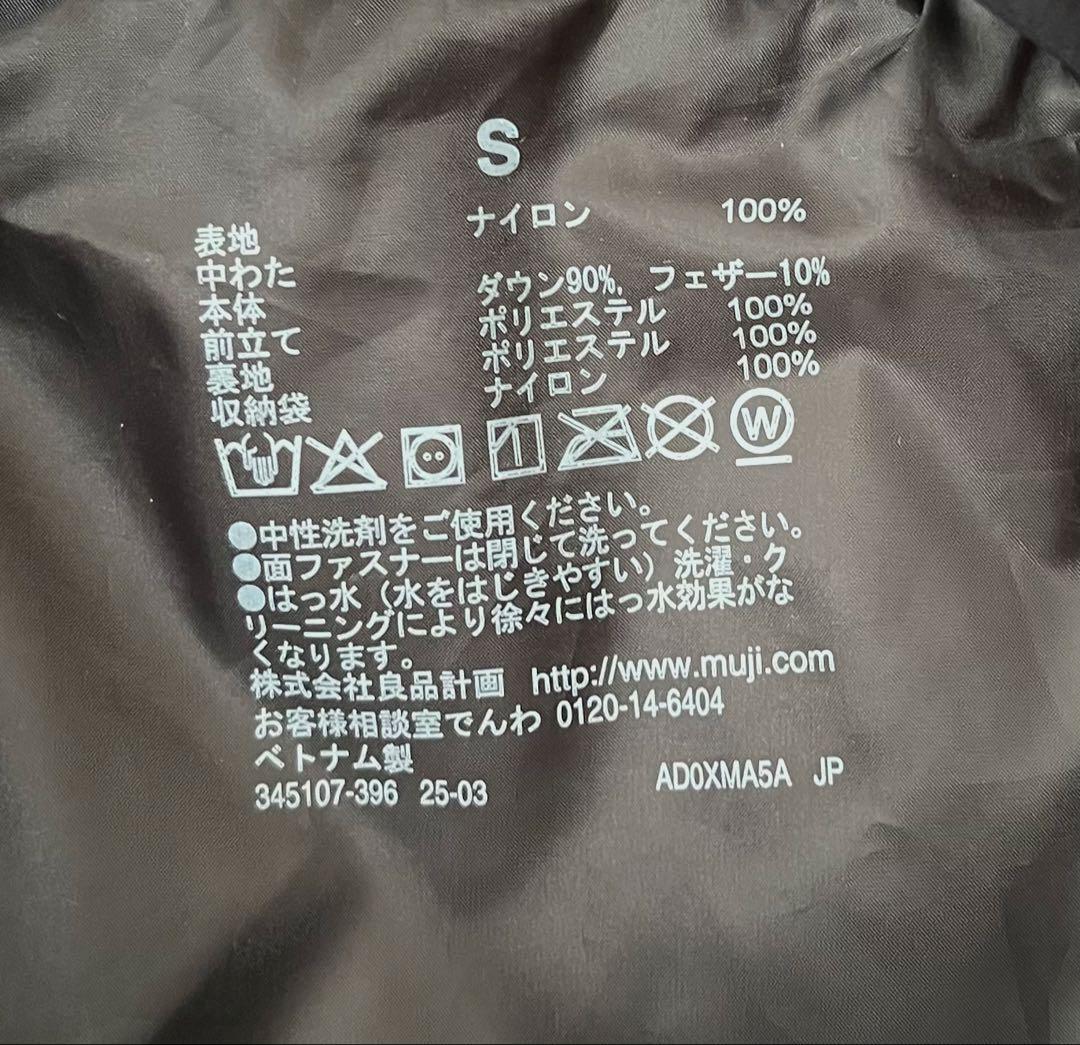 S
表地 ナイロン 100%
中わた
本体 ダウン90%, フェザー10%
前立て ポリエステル 100%
裏地 ポリエステル 100%
収納袋 ナイロン 100%
W
●中性洗剤をご使用ください。
●面ファスナーは閉じて洗ってください。
●はっ水（水をはじきやすい）洗濯・ク
リーニングにより徐々にはっ水効果がな
くなります。
株式会社良品計画 http://www.muji.com
お客様相談室でんわ 0120-14-6404
ベトナム製
345107-396 25-03 AD0XMA5A JP